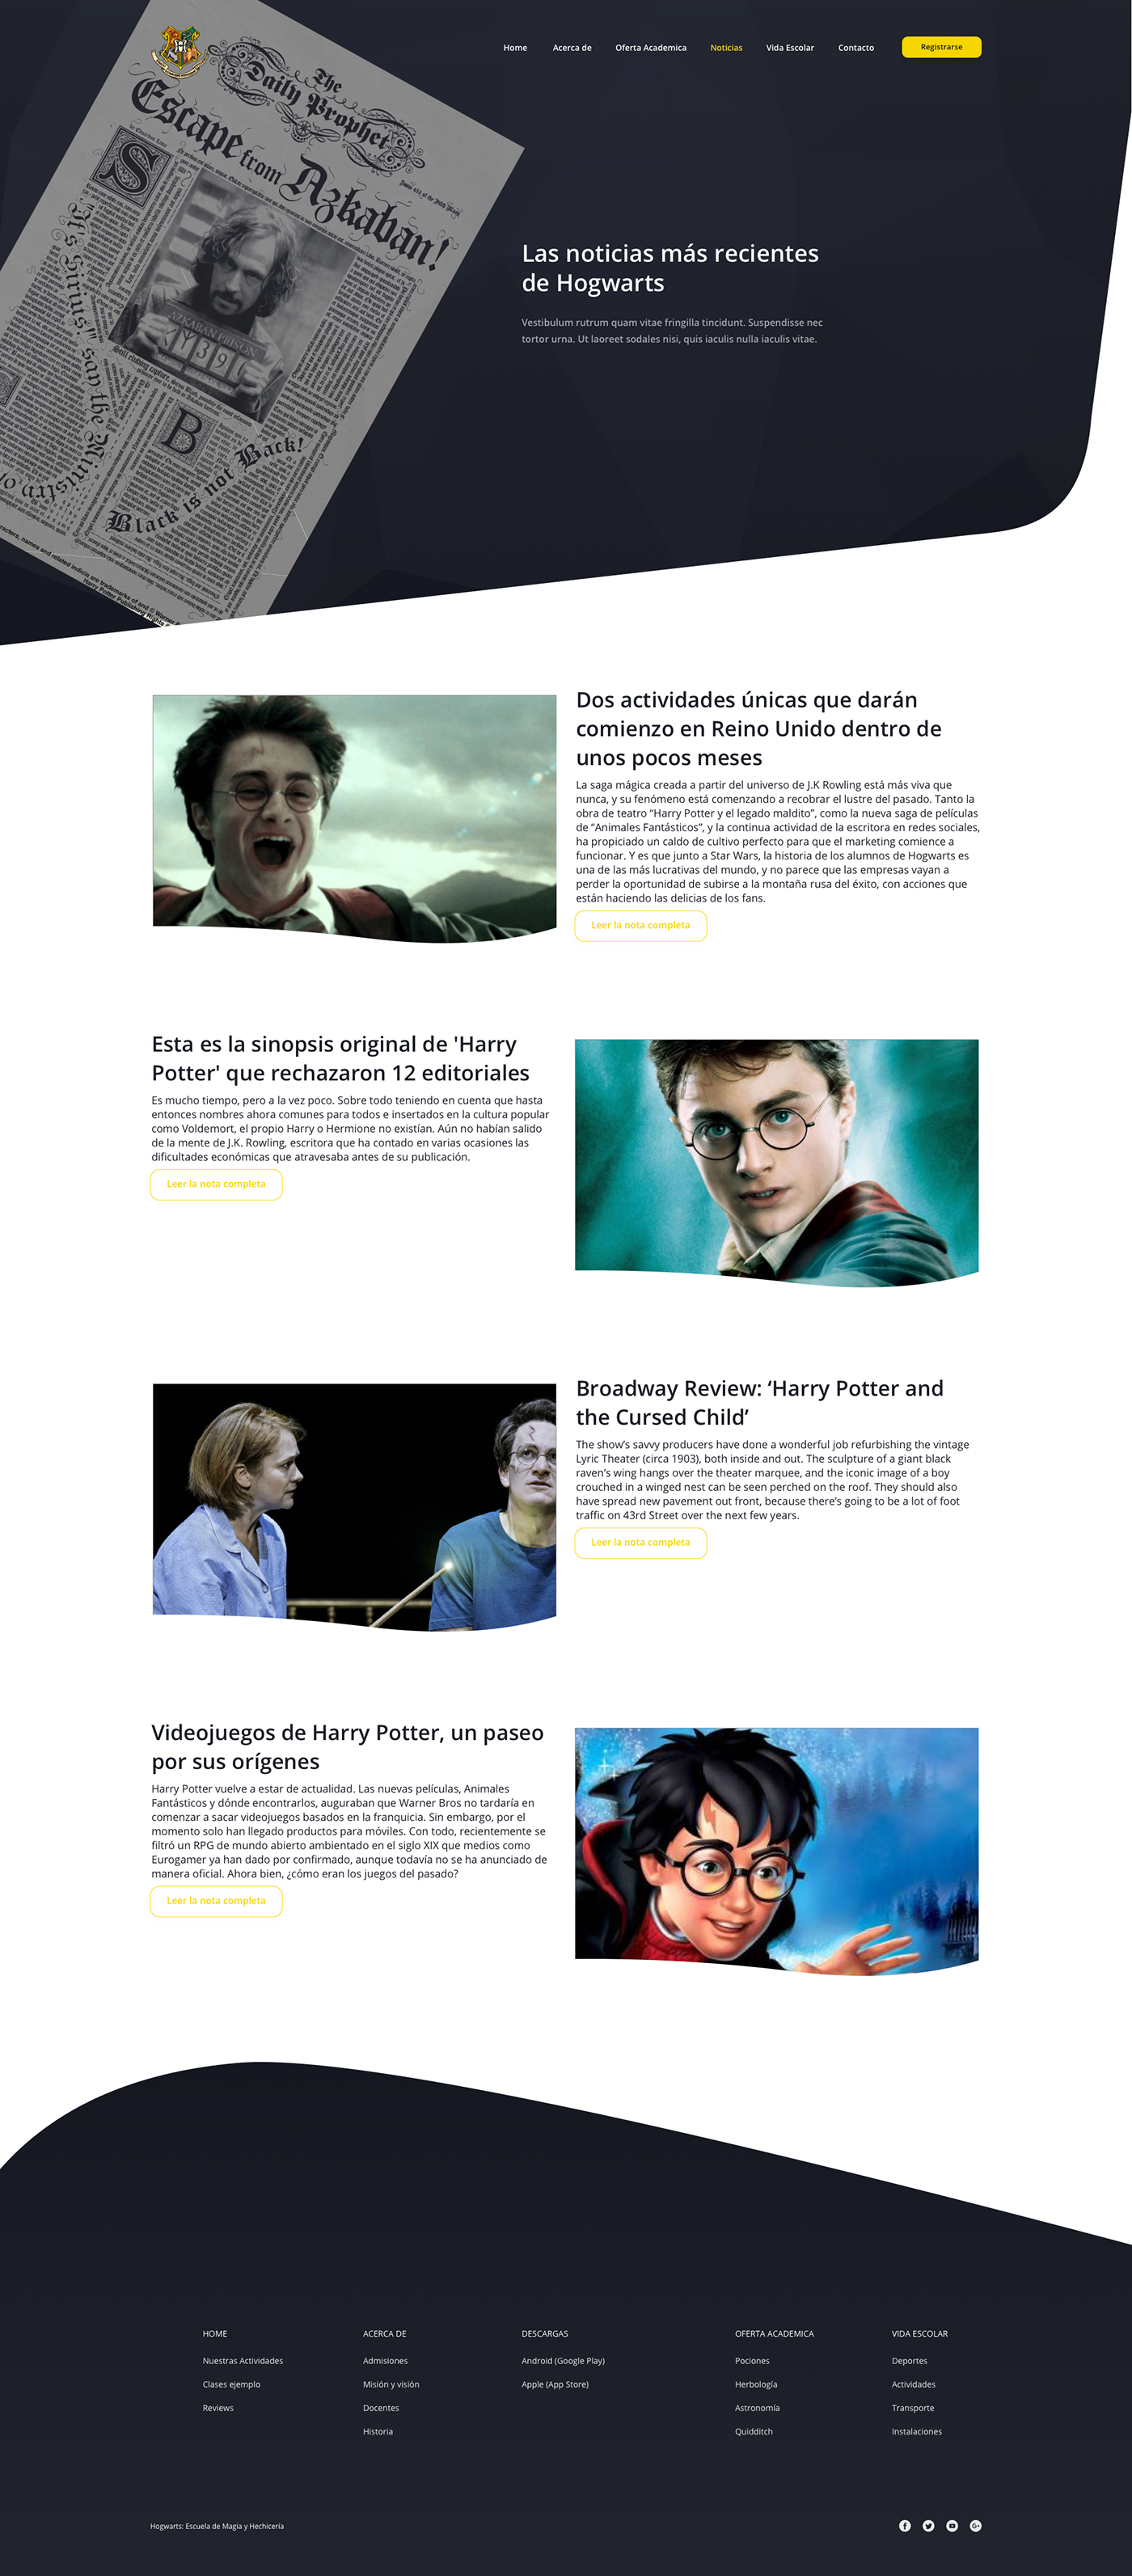 Home Acerca de Oferta Academica Noticias Vida Escolar Contacto Registrarse
The
Daily Prophet
Escape from Azkaban!
S
"It's Sirius" say the Ministry
AZKABAN PRISON
B
Black is not Back!
Las noticias más recientes
de Hogwarts
Vestibulum rutrum quam vitae fringilla tincidunt. Suspendisse nec
tortor urna. Ut laoreet sodales nisi, quis iaculis nulla iaculis vitae.
Dos actividades únicas que darán
comienzo en Reino Unido dentro de
unos pocos meses
La saga mágica creada a partir del universo de J.K Rowling está más viva que
nunca, y su fenómeno está comenzando a recobrar el lustre del pasado. Tanto la
obra de teatro “Harry Potter y el legado maldito”, como la nueva saga de películas
de “Animales Fantásticos”, y la continua actividad de la escritora en redes sociales,
ha propiciado un caldo de cultivo perfecto para que el marketing comience a
funcionar. Y es que junto a Star Wars, la historia de los alumnos de Hogwarts es
una de las más lucrativas del mundo, y no parece que las empresas vayan a
perder la oportunidad de subirse a la montaña rusa del éxito, con acciones que
están haciendo las delicias de los fans.
Leer la nota completa
Esta es la sinopsis original de 'Harry
Potter' que rechazaron 12 editoriales
Es mucho tiempo, pero a la vez poco. Sobre todo teniendo en cuenta que hasta
entonces nombres ahora comunes para todos e insertados en la cultura popular
como Voldemort, el propio Harry o Hermione no existían. Aún no habían salido
de la mente de J.K. Rowling, escritora que ha contado en varias ocasiones las
dificultades económicas que atravesaba antes de su publicación.
Leer la nota completa
Broadway Review: ‘Harry Potter and
the Cursed Child’
The show’s savvy producers have done a wonderful job refurbishing the vintage
Lyric Theater (circa 1903), both inside and out. The sculpture of a giant black
raven’s wing hangs over the theater marquee, and the iconic image of a boy
crouched in a winged nest can be seen perched on the roof. They should also
have spread new pavement out front, because there’s going to be a lot of foot
traffic on 43rd Street over the next few years.
Leer la nota completa
Videojuegos de Harry Potter, un paseo
por sus orígenes
Harry Potter vuelve a estar de actualidad. Las nuevas películas, Animales
Fantásticos y dónde encontrarlos, auguraban que Warner Bros no tardaría en
comenzar a sacar videojuegos basados en la franquicia. Sin embargo, por el
momento solo han llegado productos para móviles. Con todo, recientemente se
filtró un RPG de mundo abierto ambientado en el siglo XIX que medios como
Eurogamer ya han dado por confirmado, aunque todavía no se ha anunciado de
manera oficial. Ahora bien, ¿cómo eran los juegos del pasado?
Leer la nota completa
HOME
Nuestras Actividades
Clases ejemplo
Reviews
ACERCA DE
Admisiones
Misión y visión
Docentes
Historia
DESCARGAS
Android (Google Play)
Apple (App Store)
OFERTA ACADEMICA
Pociones
Herbología
Astronomía
Quidditch
VIDA ESCOLAR
Deportes
Actividades
Transporte
Instalaciones
Hogwarts: Escuela de Magia y Hechicería